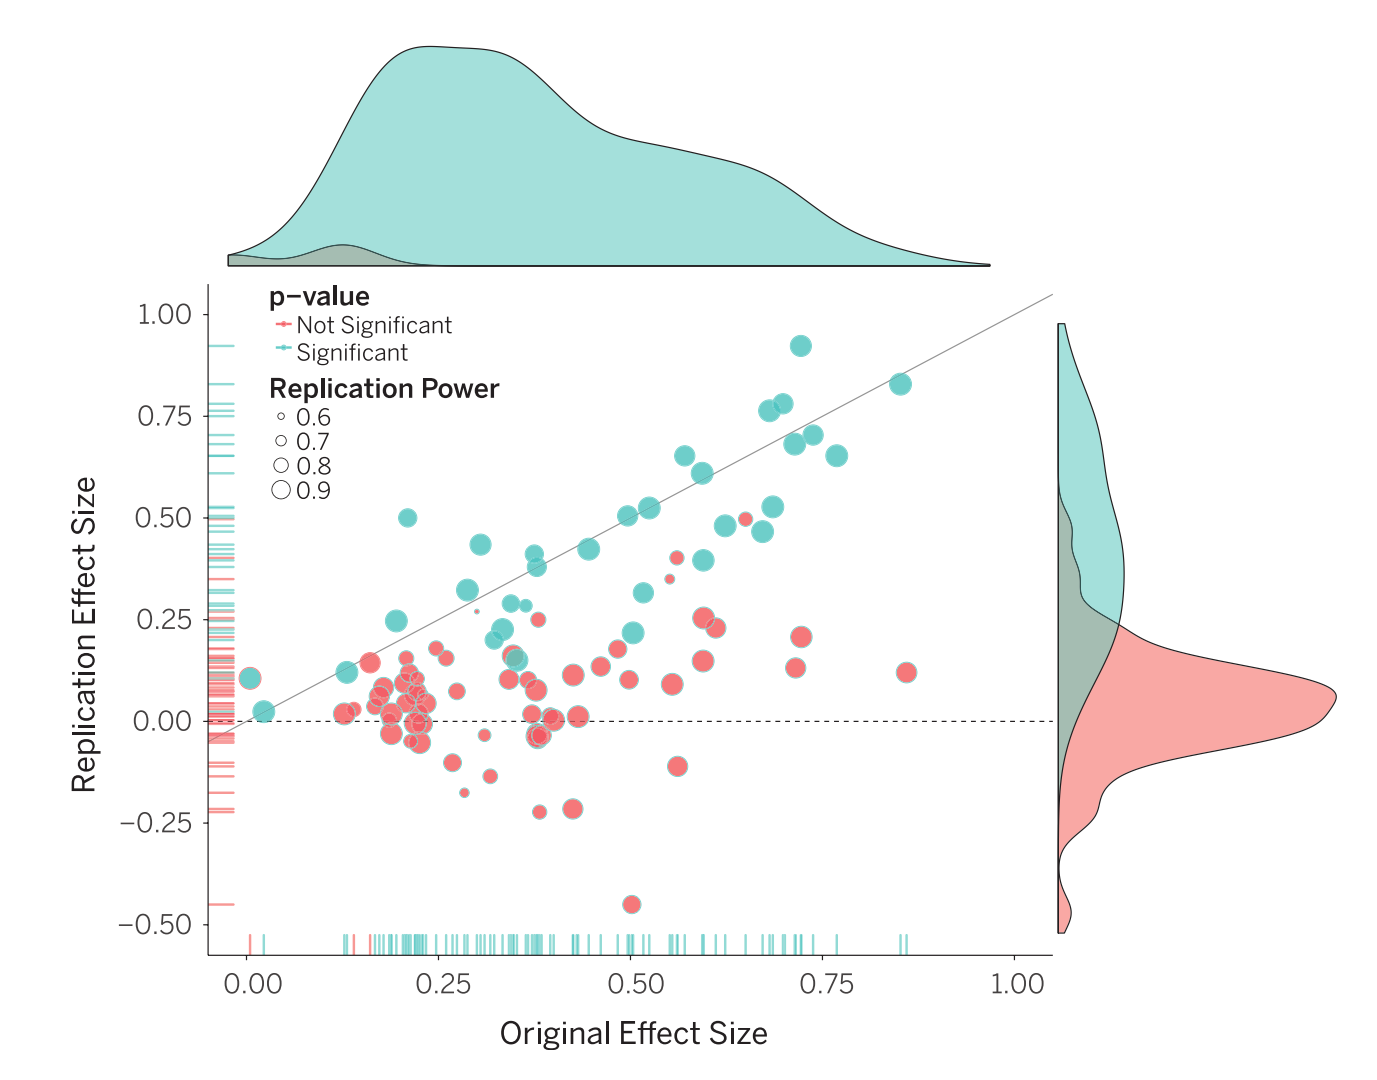 p−value
Not Significant
Significant
Replication Power
0.6
0.7
0.8
0.9
Replication Effect Size
1.00
0.75
0.50
0.25
0.00
−0.25
−0.50
0.00 0.25 0.50 0.75 1.00
Original Effect Size